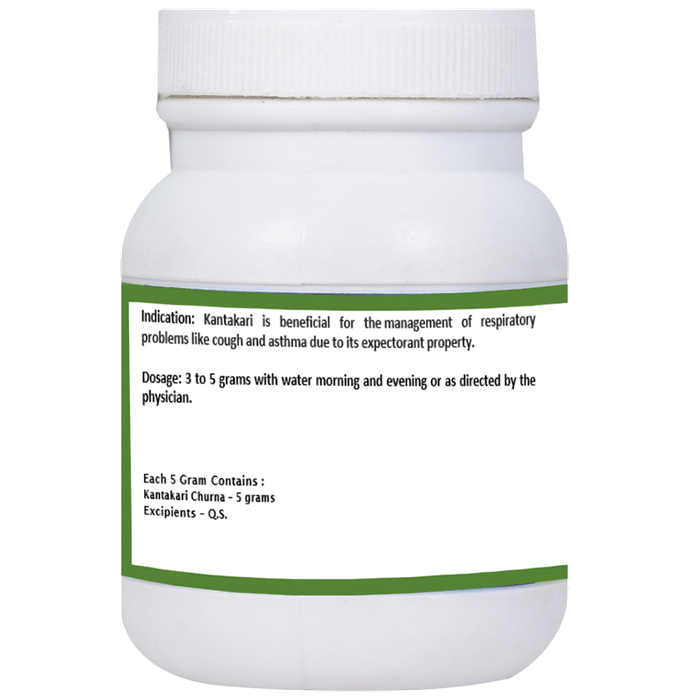 Indication: Kantakari is beneficial for the management of respiratory
problems like cough and asthma due to its expectorant property.
Dosage: 3 to 5 grams with water morning and evening or as directed by the
physician.
Each 5 Gram Contains :
Kantakari Churna - 5 grams
Excipients - Q.S.